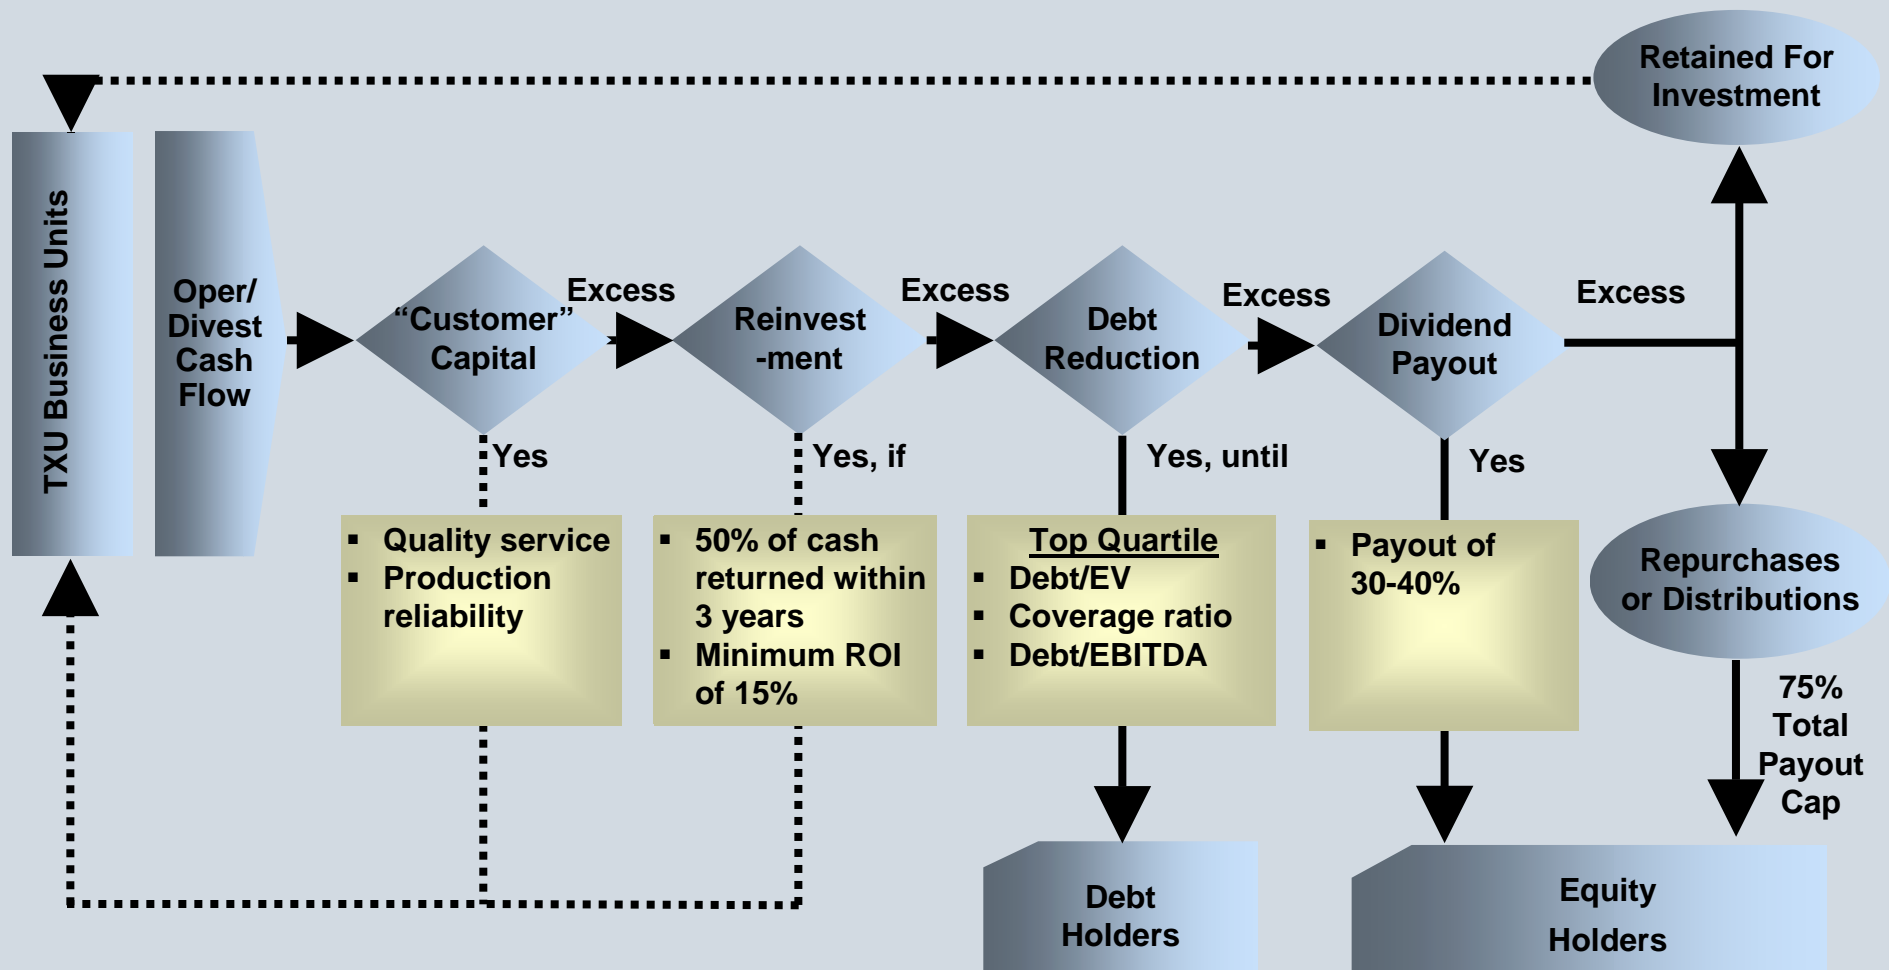 Retained For
Investment
TXU Business Units
Oper/
Divest
Cash
Flow
“Customer”
Capital
Excess
Reinvest
-ment
Excess
Debt
Reduction
Excess
Dividend
Payout
Excess
Yes
Yes, if
Yes, until
Yes
▪ Quality service
▪ Production
reliability
▪ 50% of cash
returned within
3 years
▪ Minimum ROI
of 15%
Top Quartile
▪ Debt/EV
▪ Coverage ratio
▪ Debt/EBITDA
▪ Payout of
30-40%
Repurchases
or Distributions
75%
Total
Payout
Cap
Debt
Holders
Equity
Holders